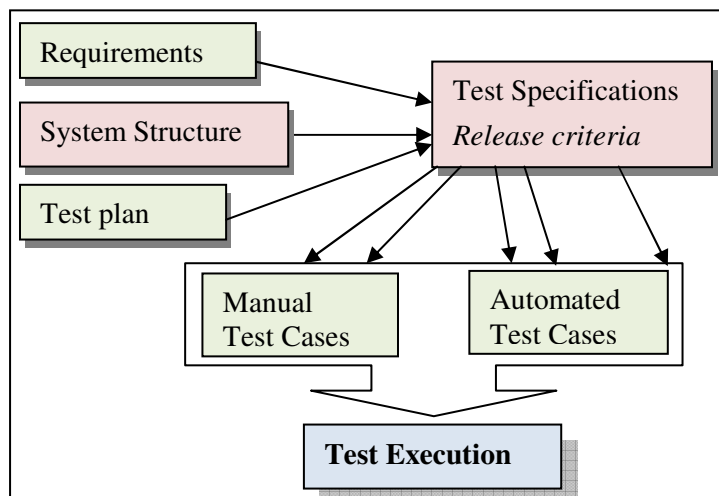 Requirements
System Structure
Test plan
Test Specifications
Release criteria
Manual
Test Cases
Automated
Test Cases
Test Execution